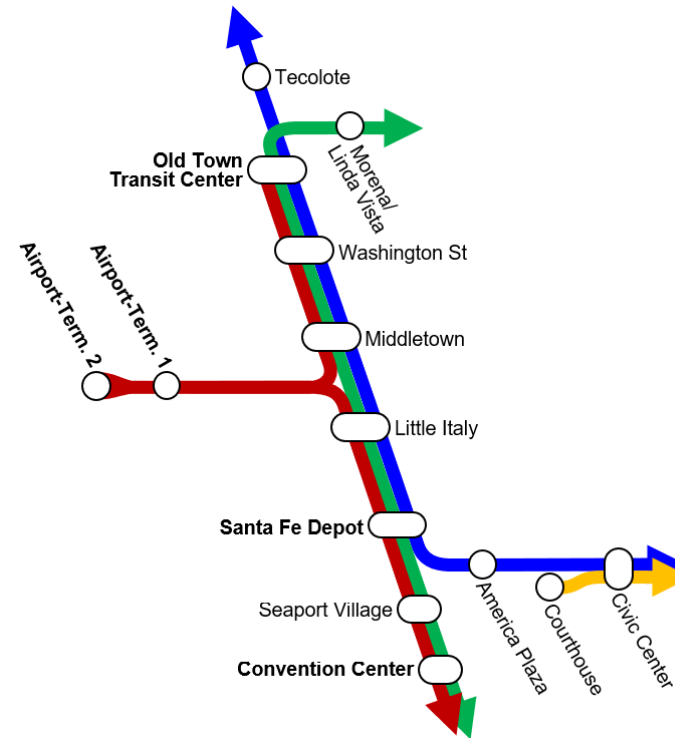 Tecolote
Old Town
Transit Center
Morena/
Linda Vista
Washington St
Airport-Term. 2
Airport-Term. 1
Middletown
Little Italy
Santa Fe Depot
America Plaza
Courthouse
Civic Center
Seaport Village
Convention Center